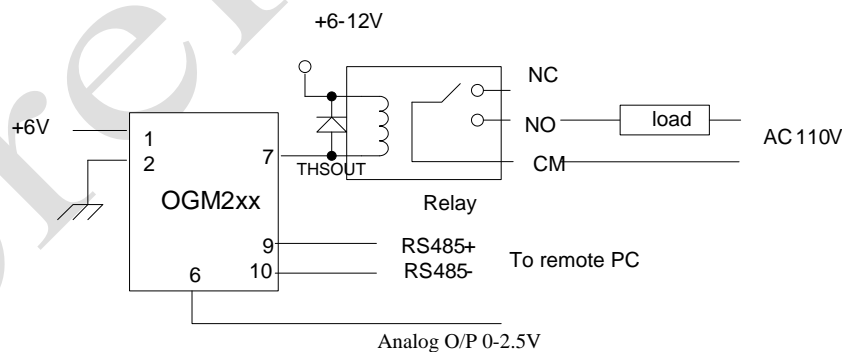 +6-12V
NC
+6V
1
7
NO
load
AC 110V
2
THSOUT
CM
OGM2xx
Relay
9
RS485+
To remote PC
6
10
RS485-
Analog O/P 0-2.5V